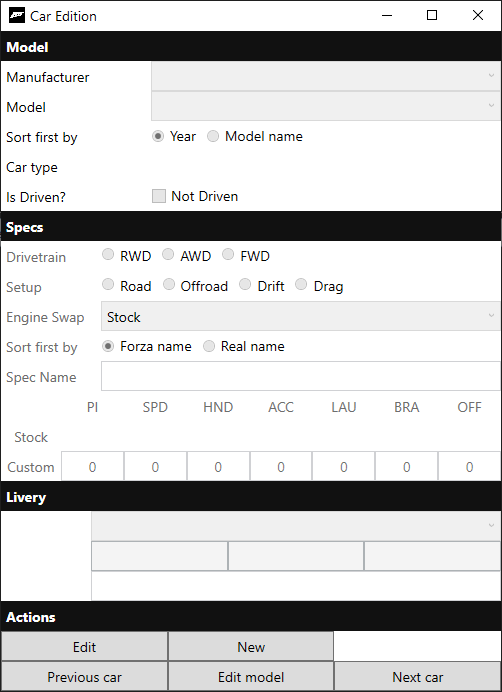 Car Edition
Model
Manufacturer
Model
Sort first by Year Model name
Car type
Is Driven? Not Driven
Specs
Drivetrain RWD AWD FWD
Setup Road Offroad Drift Drag
Engine Swap Stock
Sort first by Forza name Real name
Spec Name
PI SPD HND ACC LAU BRA OFF
Stock
Custom 0 0 0 0 0 0 0
Livery
Actions
Edit New
Previous car Edit model Next car